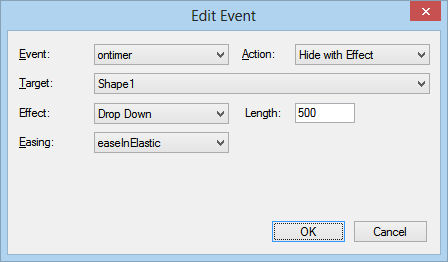 Edit Event
Event: ontimer Action: Hide with Effect
Target: Shape1
Effect: Drop Down Length: 500
Easing: easeInElastic
OK Cancel